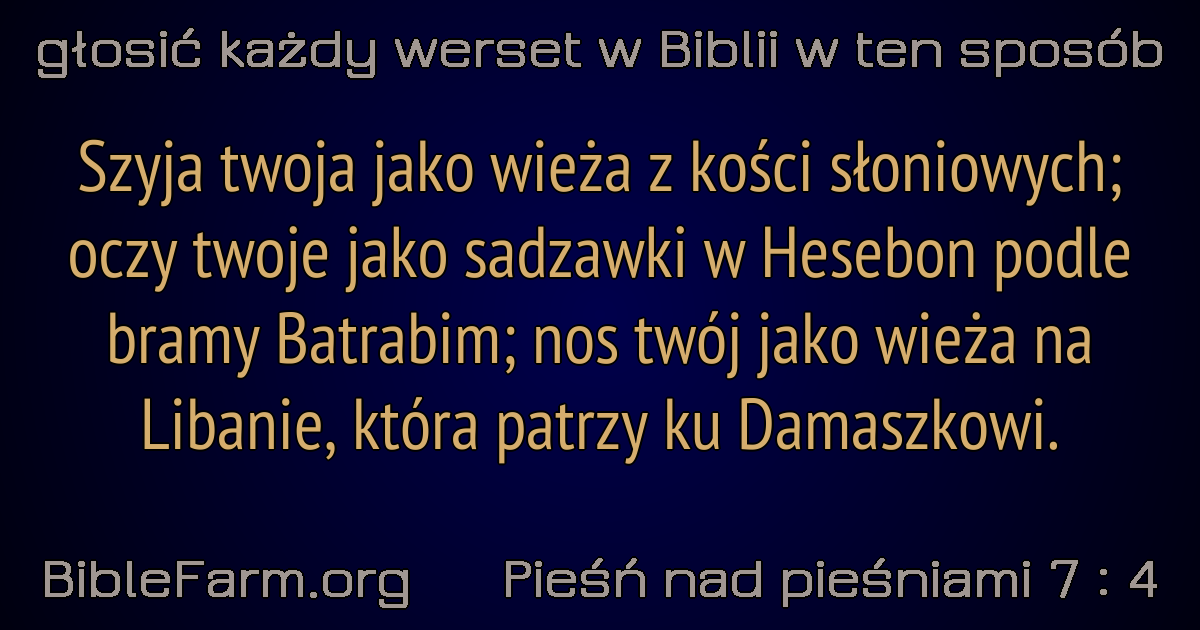 głosić każdy werset w Biblii w ten sposób
Szyja twoja jako wieża z kości słoniowych;
oczy twoje jako sadzawki w Hesebon podle
bramy Batrabim; nos twój jako wieża na
Libanie, która patrzy ku Damaszkowi.
BibleFarm.org Pieśń nad pieśniami 7 : 4